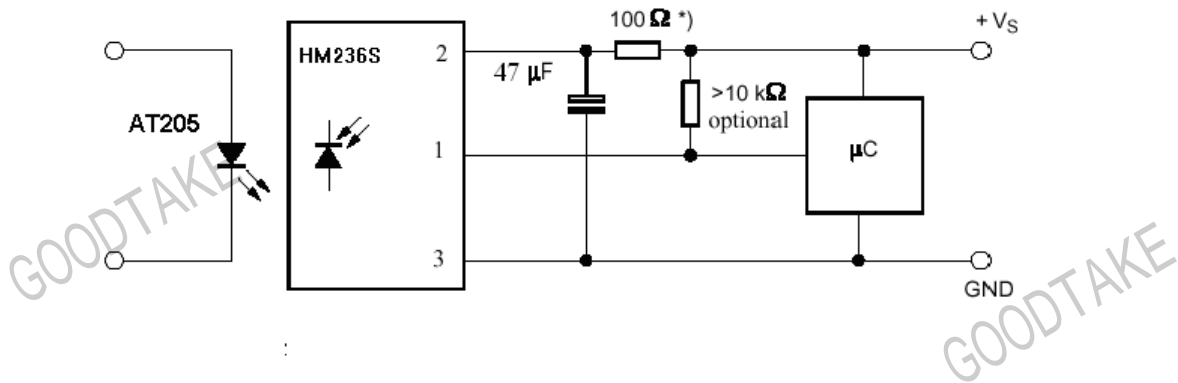 100 Ω *)
+ VS
HM236S
2
47 µF
>10 kΩ
optional
AT205
1
µC
3
GND
:
GOODTAKE
GOODTAKE